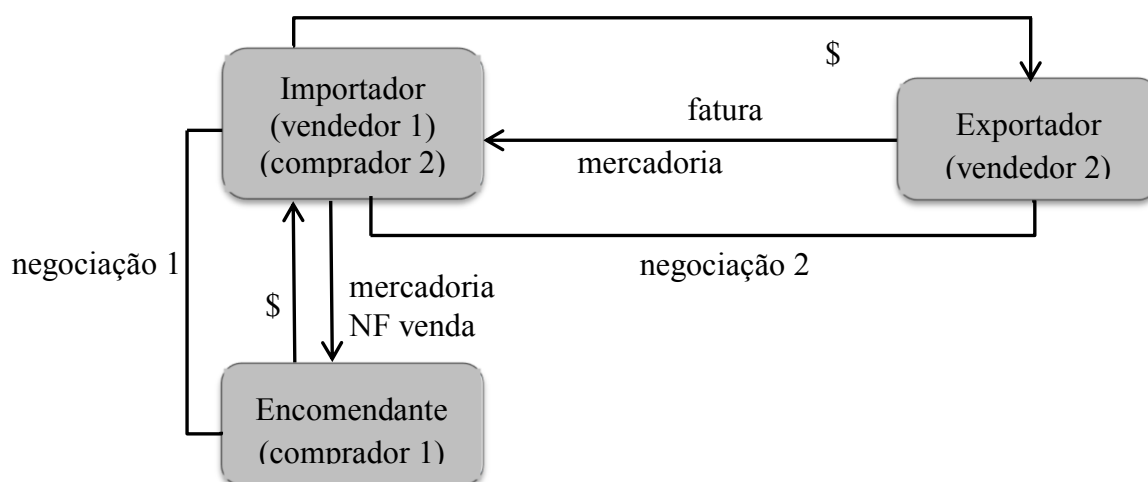 $
Importador
(vendedor 1)
(comprador 2)
fatura
mercadoria
Exportador
(vendedor 2)
negociação 1
negociação 2
$
mercadoria
NF venda
Encomendante
(comprador 1)